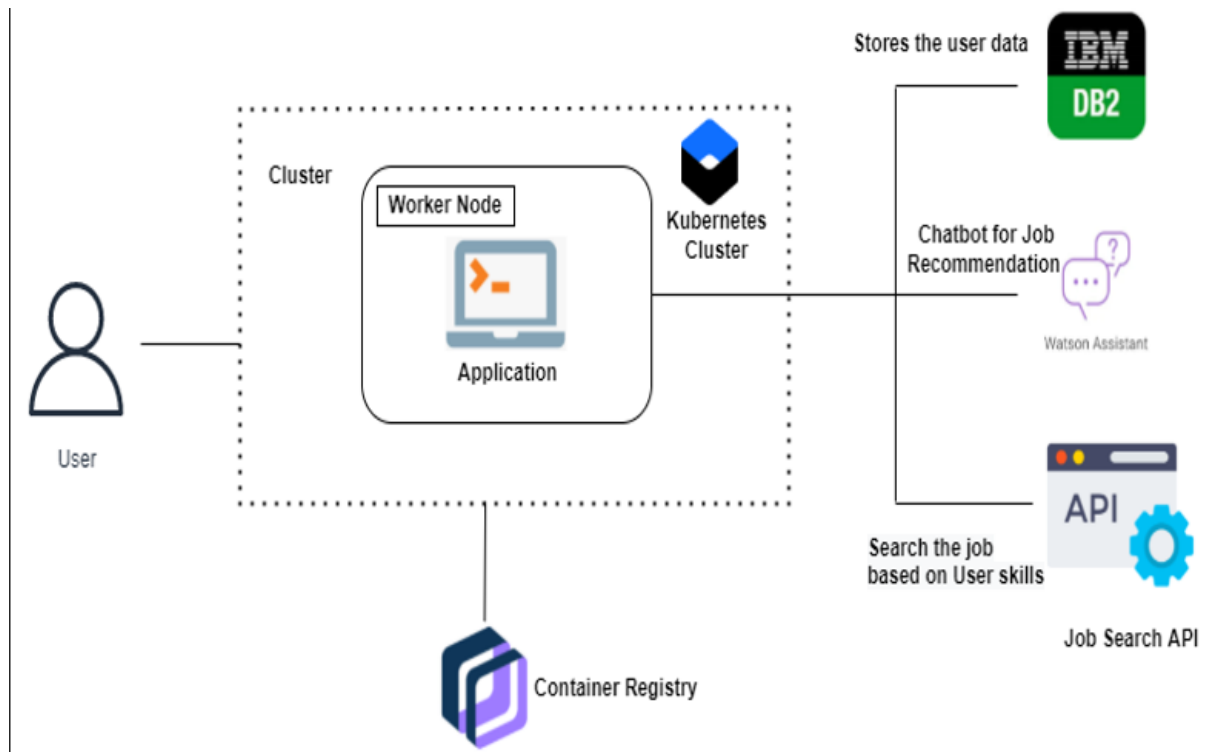 Stores the user data
IBM
DB2
Cluster
Worker Node
Kubernetes
Cluster
Application
Chatbot for Job
Recommendation
?
Watson Assistant
User
API
Search the job
based on User skills
Job Search API
Container Registry